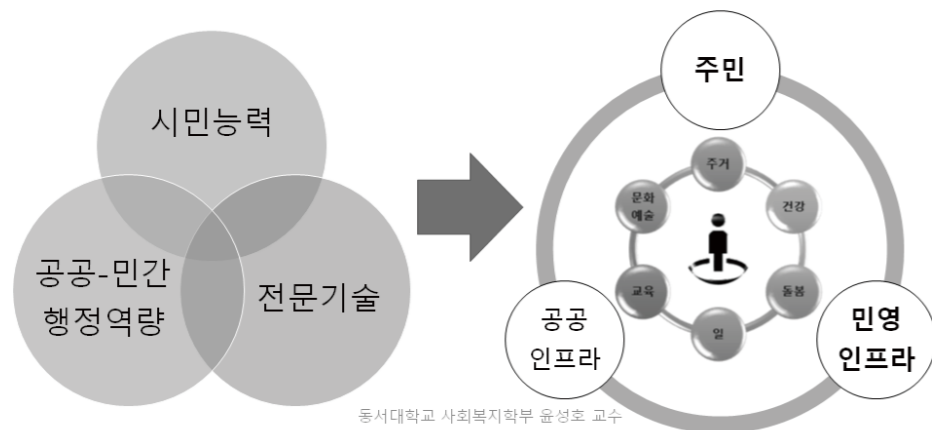 시민능력
공공-민간
행정역량
전문기술
주민
주거
문화
예술
건강
교육
돌봄
일
공공
인프라
민영
인프라
동서대학교 사회복지학부 윤성호 교수